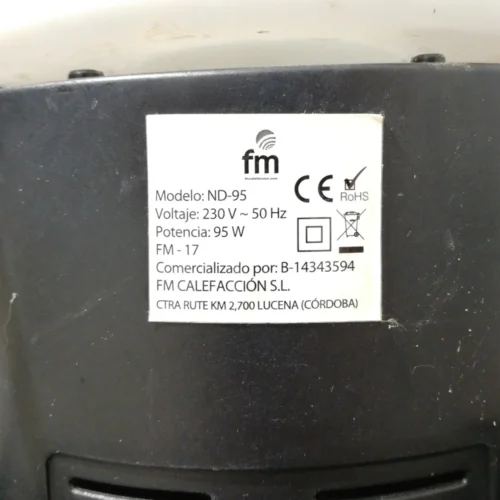 fm
Modelo: ND-95
Voltaje: 230 V ~ 50 Hz
Potencia: 95 W
FM - 17
CE
RoHS
Comercializado por: B-14343594
FM CALEFACCIÓN S.L.
CTRA RUTE KM 2,700 LUCENA (CÓRDOBA)